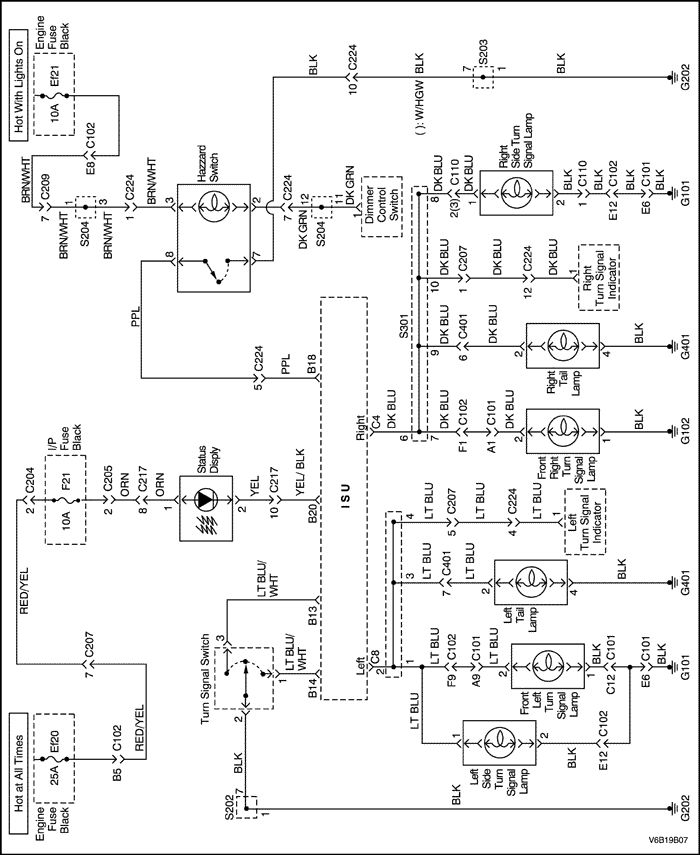 Hot at All Times
Engine
Fuse
Black
Ef20
25A
B5
C102
RED/YEL
7
C207
RED/YEL
2
C204
I/P
Fuse
Black
F21
10A
2
C205
ORN
8
C217
ORN
1
Status
Disply
2
YEL
10
C217
YEL/ BLK
B20
Hot With Lights On
Engine
Fuse
Black
Ef21
10A
E8
C102
BRN/WHT
7
C209
BRN/WHT
1
S204
3
BRN/WHT
1
C224
BRN/WHT
3
Hazzard
Switch
8
2
7
PPL
5
C224
PPL
B18
7
C224
DK GRN
12
S204
11
DK GRN
1
Dimmer
Control
Switch
BLK
10
C224
BLK
7
S203
1
BLK
G202
( ): W/HGW
Turn Signal Switch
3
1
2
LT BLU/
WHT
B13
LT BLU/
WHT
B14
BLK
S202
7
1
BLK
G202
ISU
Left
Right
C8
2
C4
DK BLU
6
S301
1
LT BLU
F9
C102
A9
C101
LT BLU
2
Front
Left
Turn
Signal
Lamp
1
BLK
C12
C101
E6
C101
BLK
G101
LT BLU
1
Left
Side
Turn
Signal
Lamp
2
BLK
E12
C102
3
LT BLU
7
C401
LT BLU
2
Left
Tail
Lamp
4
BLK
G401
4
LT BLU
5
C207
LT BLU
4
C224
LT BLU
1
Left
Turn Signal
Indicator
7
DK BLU
F1
C102
A1
C101
DK BLU
2
Front
Right
Turn
Signal
Lamp
1
BLK
G102
9
DK BLU
6
C401
DK BLU
2
Right
Tail
Lamp
4
BLK
G401
10
DK BLU
1
C207
DK BLU
12
C224
DK BLU
1
Right
Turn Signal
Indicator
8
DK BLU
2(3)
C110
DK BLU
1
Right
Side Turn
Signal Lamp
2
BLK
1
C110
BLK
E12
C102
E6
C101
BLK
G101
V6B19B07